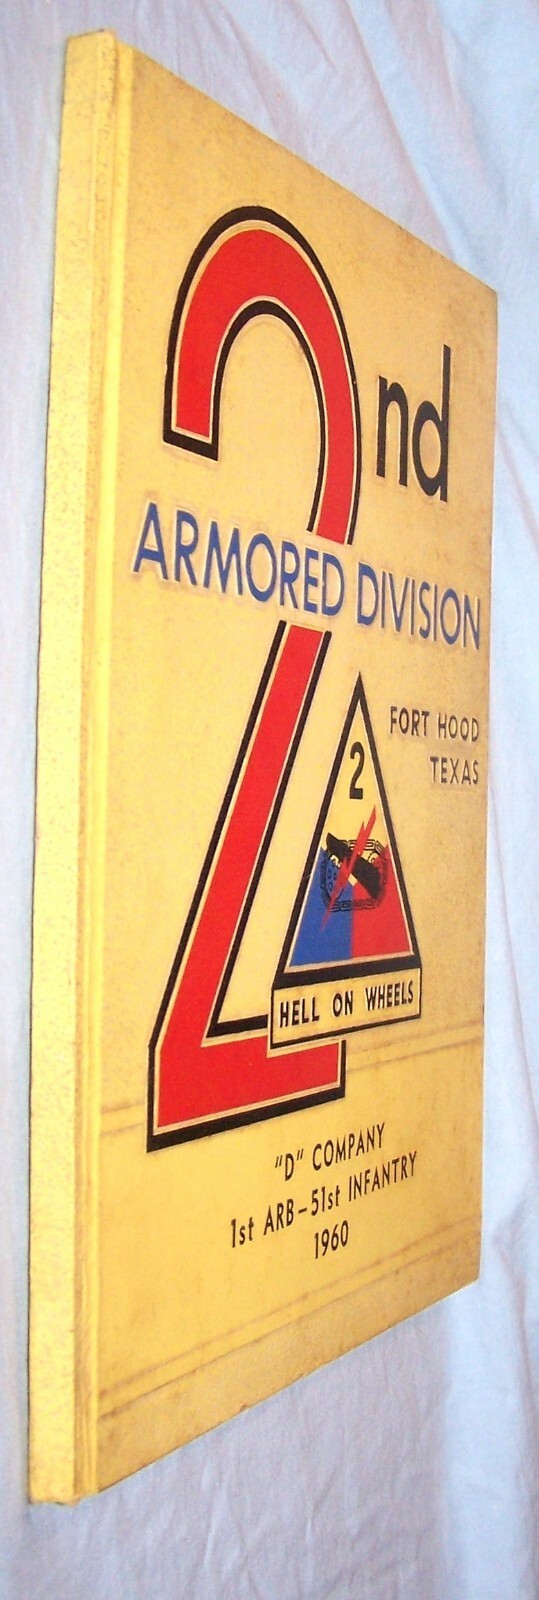 2nd
ARMORED DIVISION
FORT HOOD
TEXAS
2
HELL ON WHEELS
"D" COMPANY
1st ARB-51st INFANTRY
1960